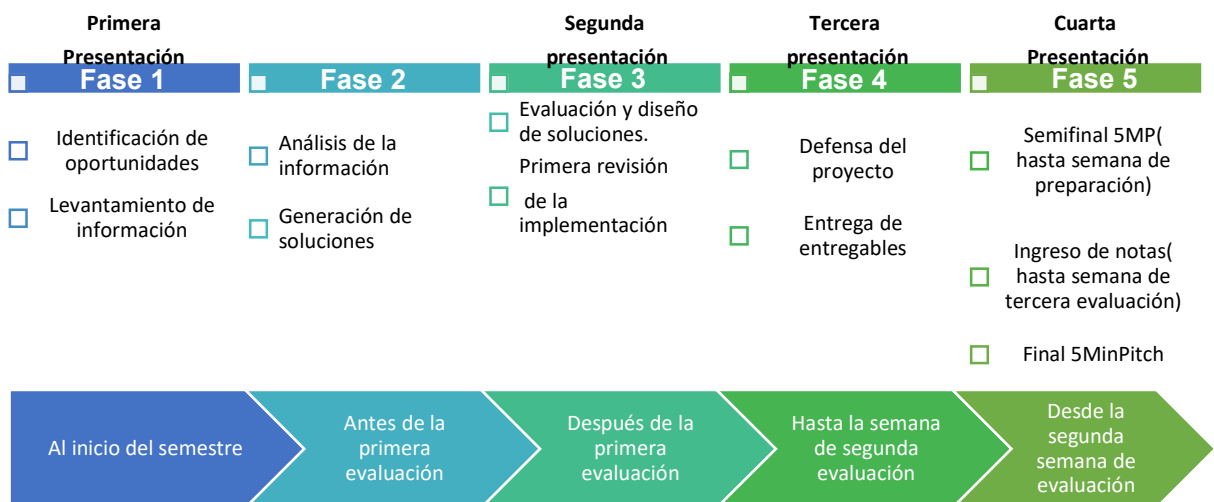 Primera
Presentación
Fase 1
Identificación de
oportunidades
Levantamiento de
información
Al inicio del semestre
Fase 2
Análisis de la
información
Generación de
soluciones
Antes de la
primera
evaluación
Segunda
presentación
Fase 3
Evaluación y diseño
de soluciones.
Primera revisión
de la
implementación
Después de la
primera
evaluación
Tercera
presentación
Fase 4
Defensa del
proyecto
Entrega de
entregables
Hasta la semana
de segunda
evaluación
Cuarta
Presentación
Fase 5
Semifinal 5MP(
hasta semana de
preparación)
Ingreso de notas(
hasta semana de
tercera evaluación)
Final 5MinPitch
Desde la
segunda
semana de
evaluación